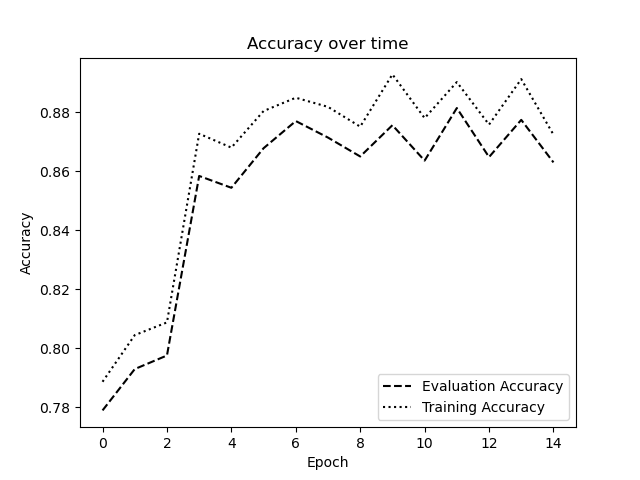 Accuracy over time
Accuracy
0.88
0.86
0.84
0.82
0.80
0.78
Evaluation Accuracy
Training Accuracy
0 2 4 6 8 10 12 14
Epoch